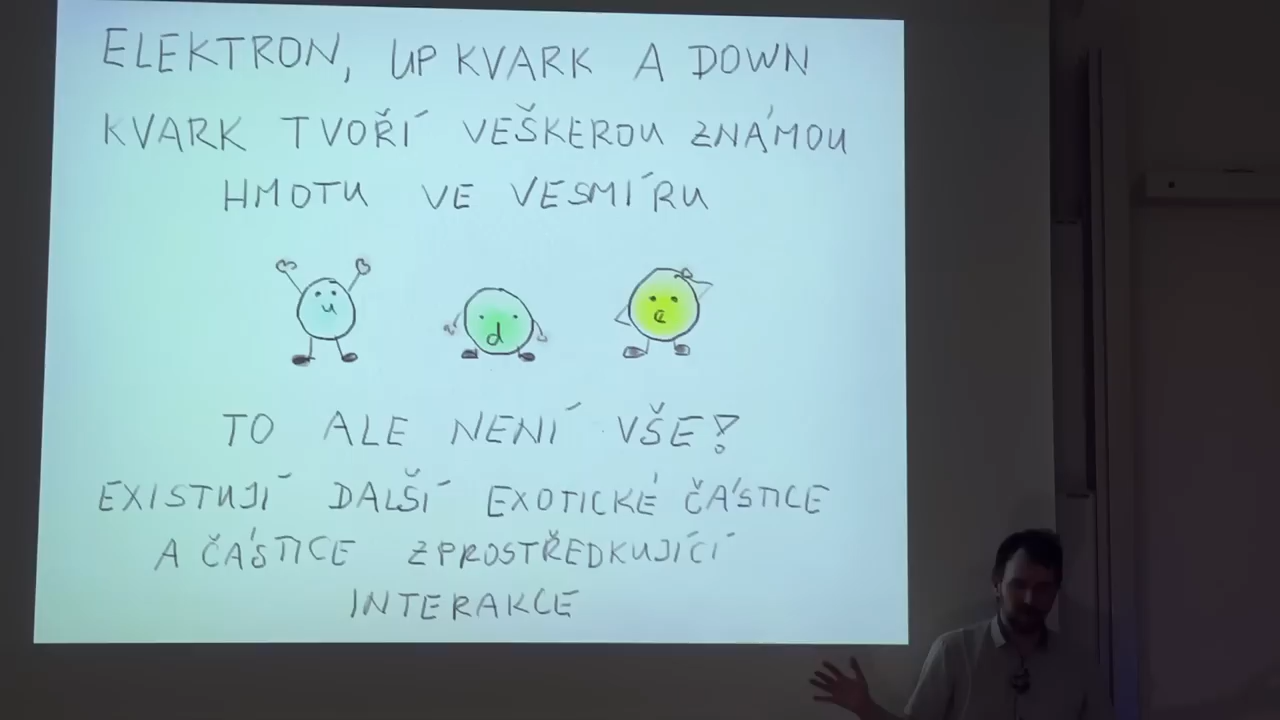 ELEKTRON, UP KVARK A DOWN
KVARK TVOŘÍ VEŠKEROU ZNÁMOU
HMOTU VE VESMÍRU
u d e
TO ALE NENÍ VŠE!
EXISTUJÍ DALŠÍ EXOTICKÉ ČÁSTICE
A ČÁSTICE ZPROSTŘEDKUJÍCÍ
INTERAKCE